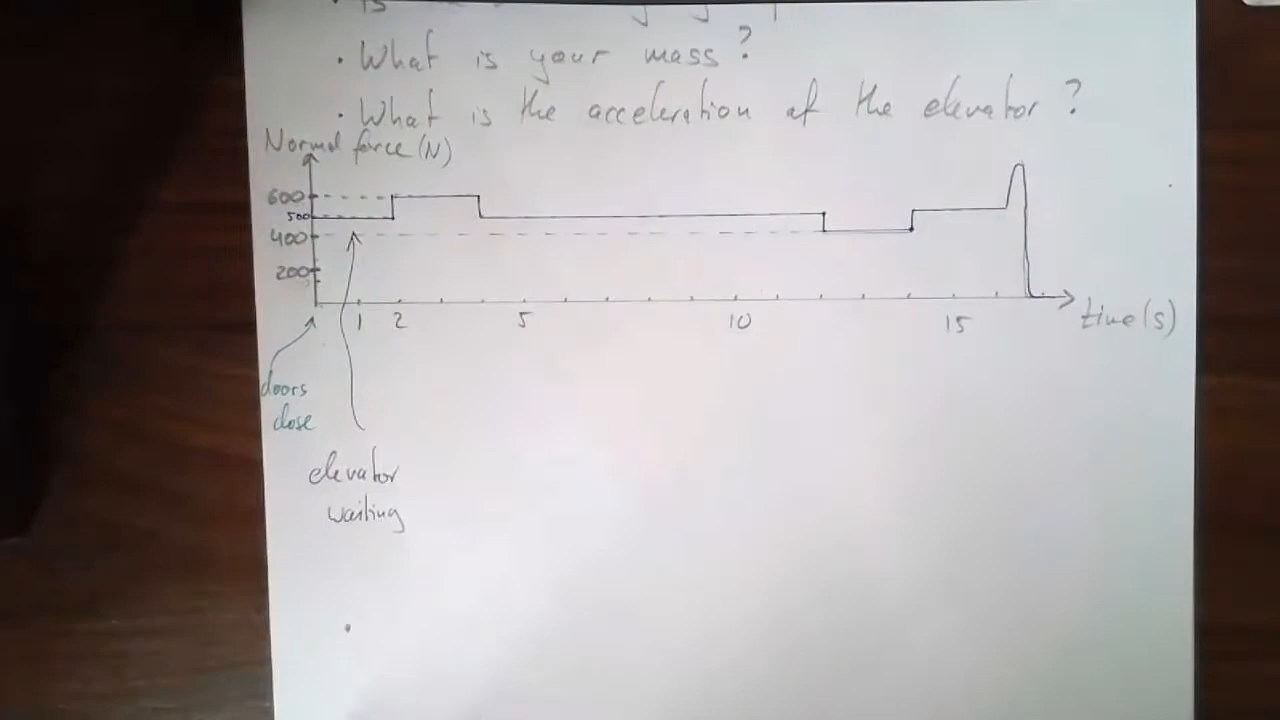 · What is your mass?
· What is the acceleration of the elevator?
Normal force (N)
600
500
400
200
1 2 5 10 15 time(s)
doors
close
elevator
waiting